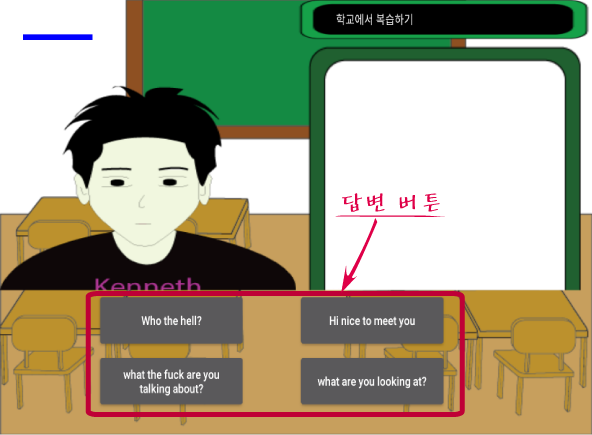 학교에서 복습하기
답변 버튼
Kenneth
Who the hell?
Hi nice to meet you
what the fuck are you
talking about?
what are you looking at?